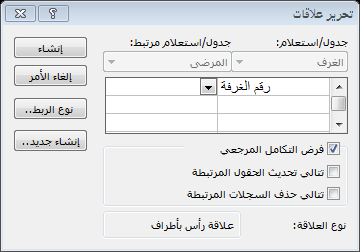 تحرير علاقات
جدول/استعلام: جدول/استعلام مرتبط: إنشاء
الغرف المرضى
إلغاء الأمر
رقم الغرفة
نوع الربط..
إنشاء جديد..
فرض التكامل المرجعي
تتالي تحديث الحقول المرتبطة
تتالي حذف السجلات المرتبطة
نوع العلاقة: علاقة رأس بأطراف